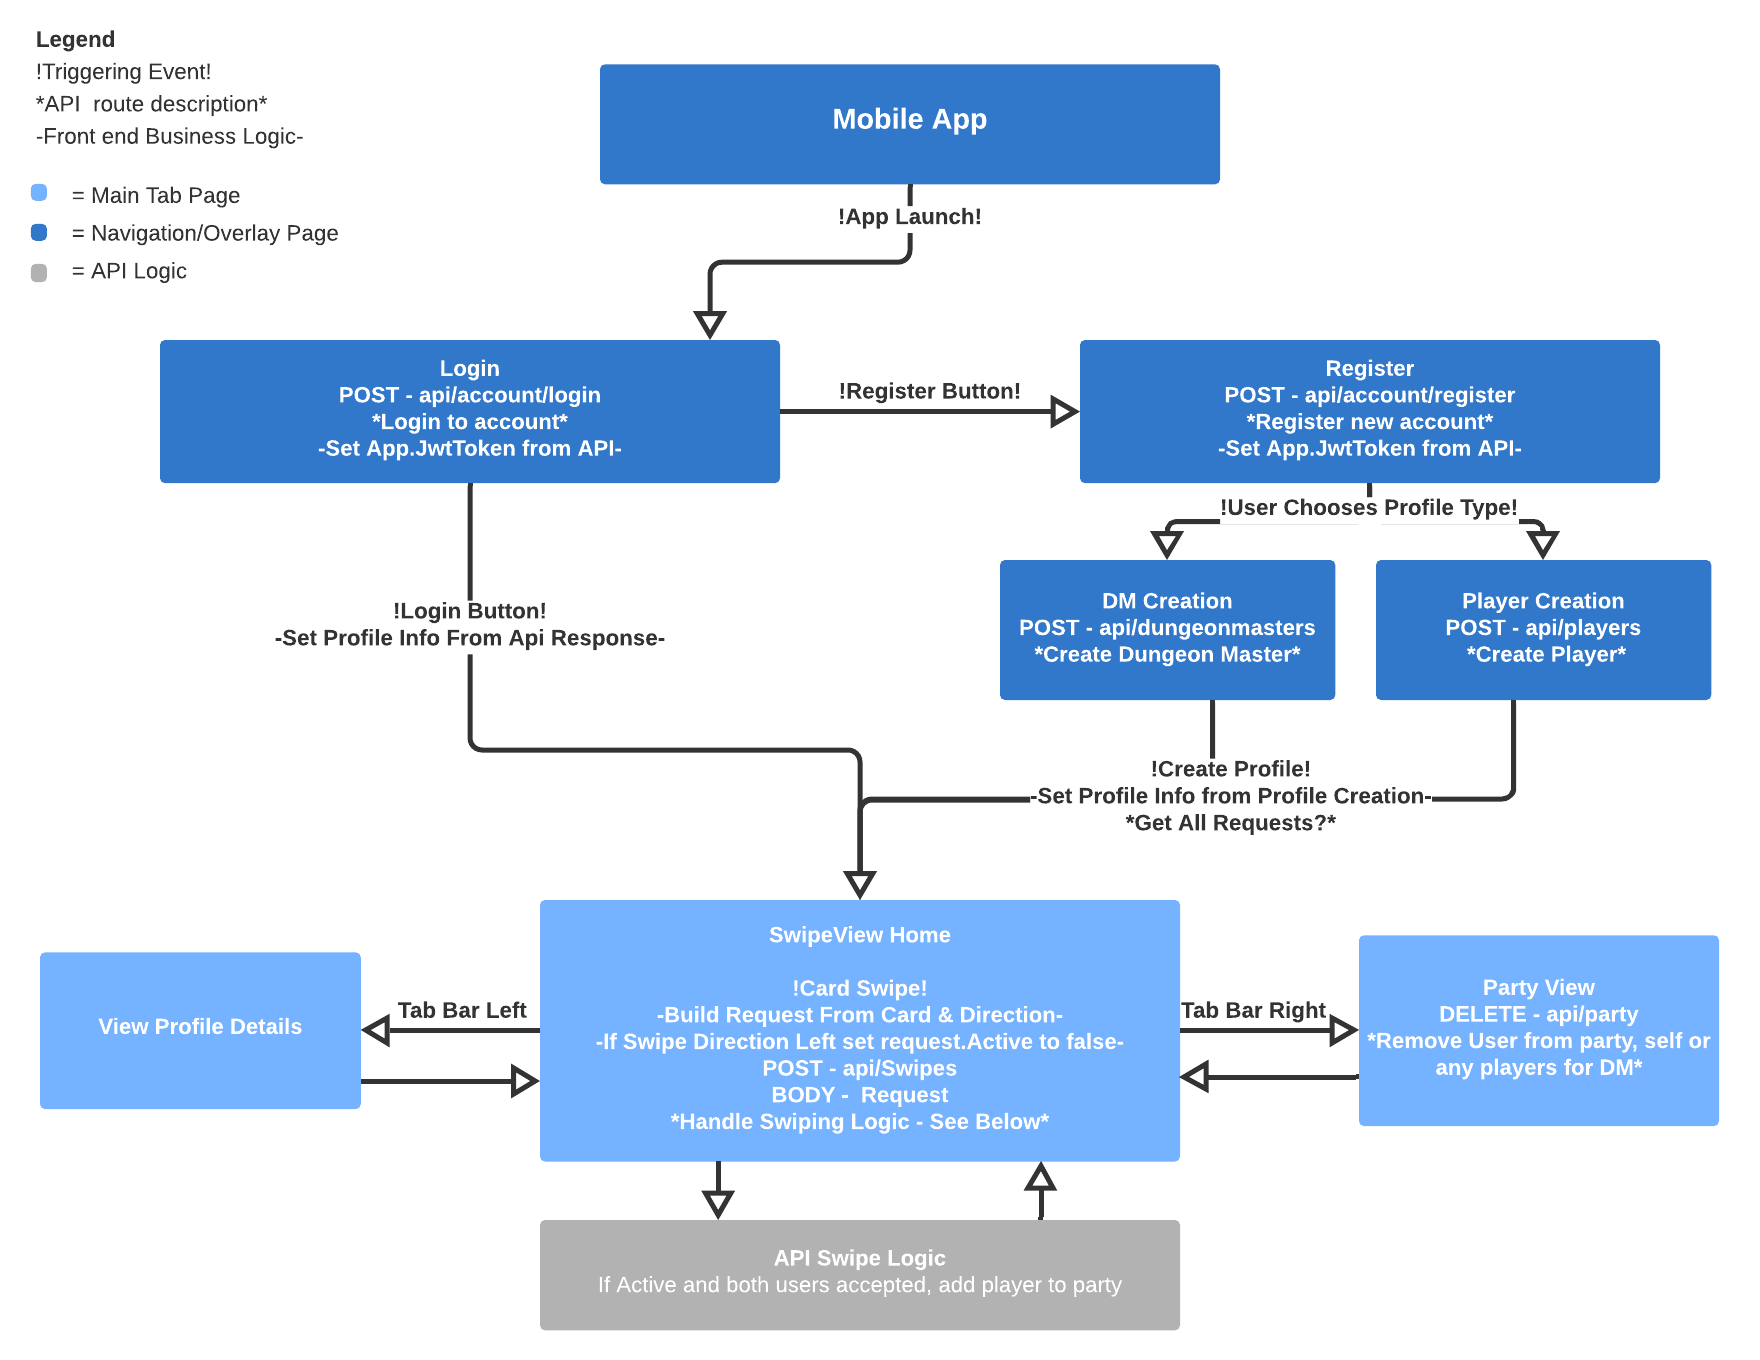 Legend
!Triggering Event!
*API  route description*
-Front end Business Logic-
= Main Tab Page
= Navigation/Overlay Page
= API Logic
Mobile App
!App Launch!
Login
POST - api/account/login
*Login to account*
-Set App.JwtToken from API-
!Register Button!
Register
POST - api/account/register
*Register new account*
-Set App.JwtToken from API-
!User Chooses Profile Type!
DM Creation
POST - api/dungeonmasters
*Create Dungeon Master*
Player Creation
POST - api/players
*Create Player*
!Login Button!
-Set Profile Info From Api Response-
!Create Profile!
-Set Profile Info from Profile Creation-
*Get All Requests?*
View Profile Details
Tab Bar Left
SwipeView Home
!Card Swipe!
-Build Request From Card & Direction-
-If Swipe Direction Left set request.Active to false-
POST - api/Swipes
BODY -  Request
*Handle Swiping Logic - See Below*
Tab Bar Right
Party View
DELETE - api/party
*Remove User from party, self or
any players for DM*
API Swipe Logic
If Active and both users accepted, add player to party